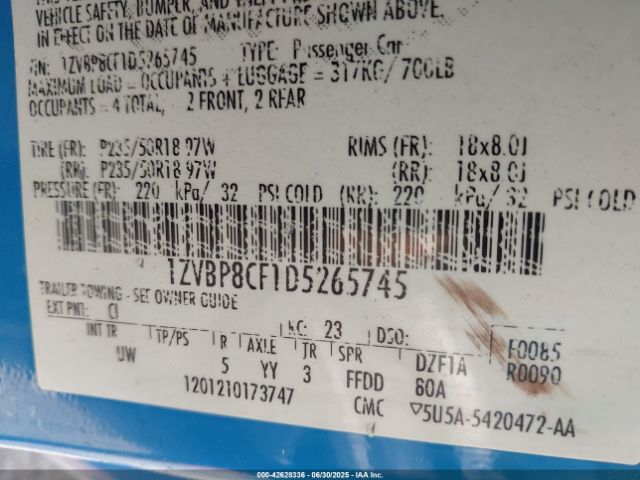 VEHICLE SAFETY, BUMPER, AND THEFT
MANUFACTURE SHOWN ABOVE.
IN EFFECT ON THE DATE OF
1ZVBP8CF1D5265745 TYPE: Passenger Car
MAXIMUM LOAD = OCCUPANTS + LUGGAGE = 317KG/ 700LB
OCCUPANTS = 4 TOTAL, 2 FRONT, 2 REAR
TIRE (FR): P235/50R18 97W RIMS (FR): 18x8.0J
(RR): P235/50R18 97W (RR): 18x8.0J
PRESSURE (FR): 220 kPa/ 32 PSI COLD (RR): 220 kPa/ 32 PSI COLD
1ZVBP8CF1D5265745
TRAILER TOWING - SEE OWNER GUIDE
EXT PNT: CI RC: 23 DSO: F0085
INT TR TP/PS R AXLE TR SPR DZF1A R0090
UW 5 YY 3 FFDD 60A
1201210173747 CMC ▽5U5A-5420472-AA
000-42628336 - 06/30/2025 - IAA Corp.